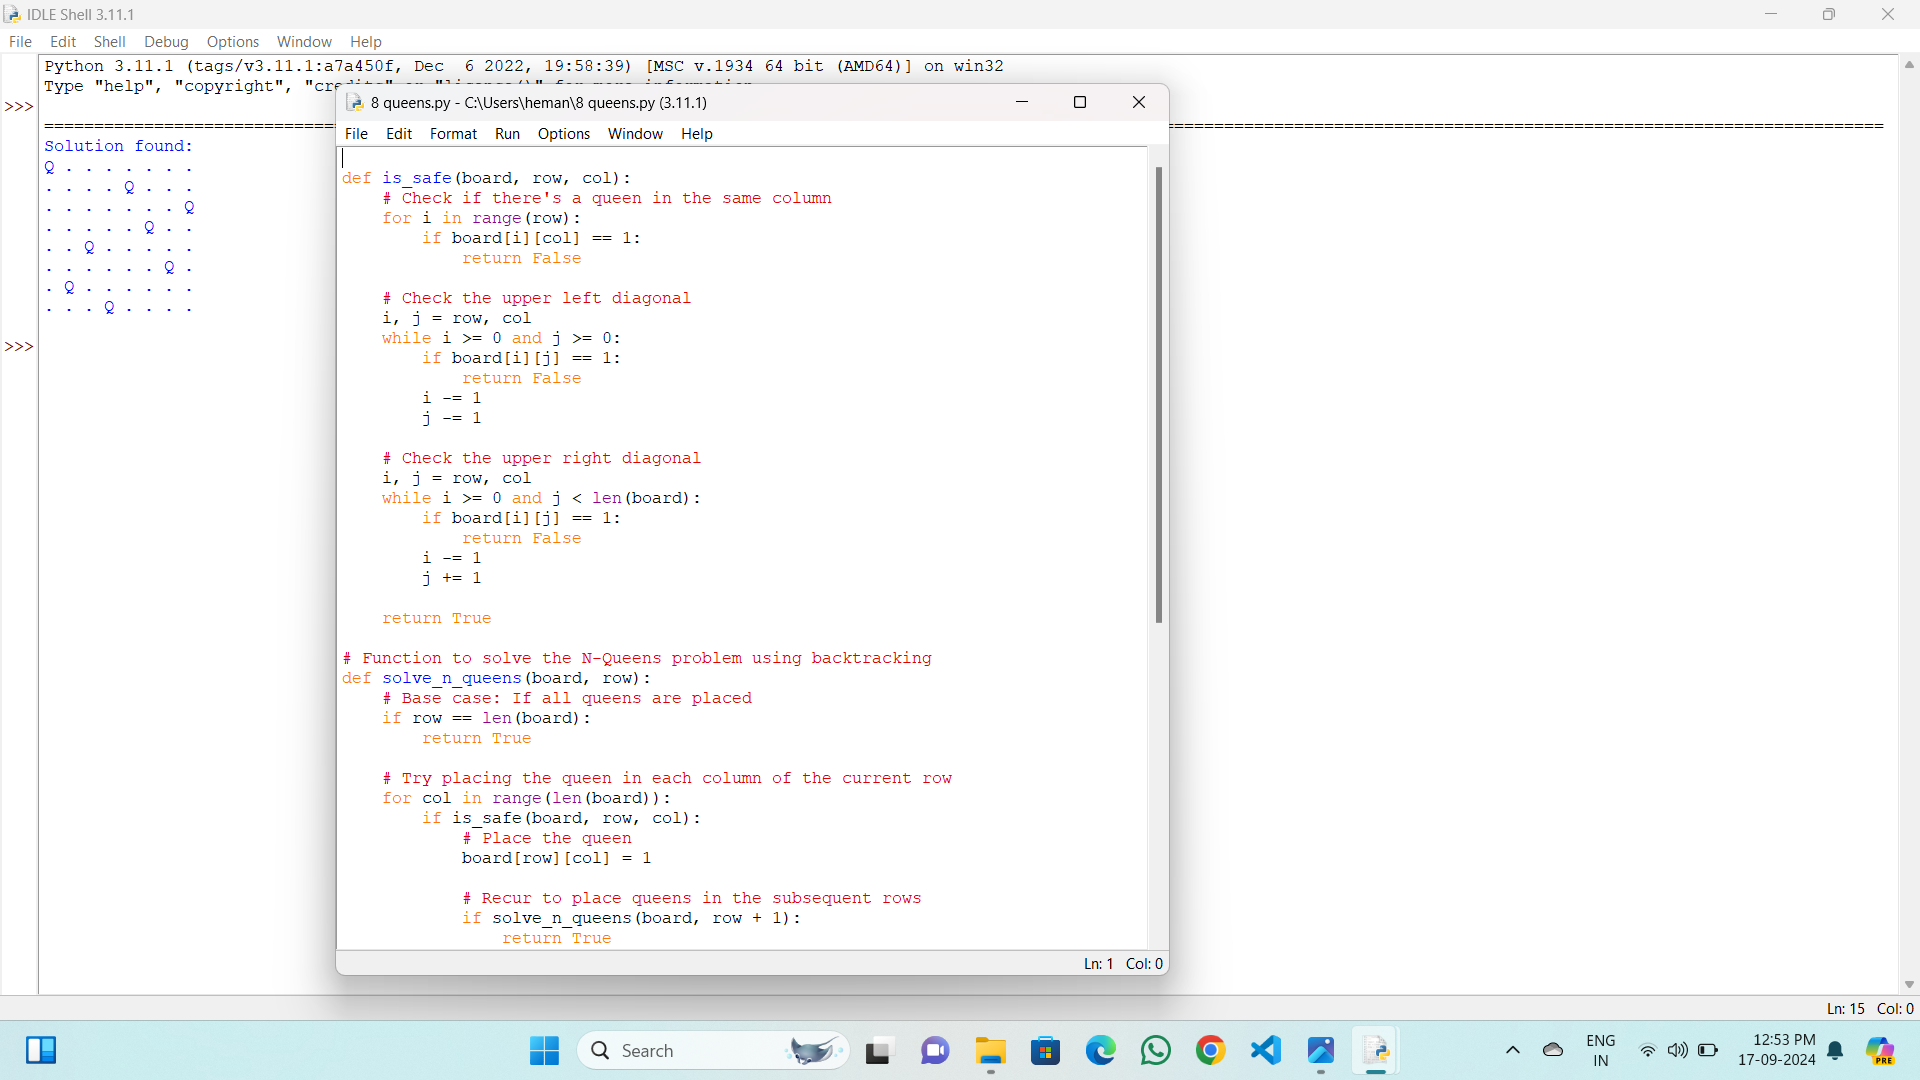 IDLE Shell 3.11.1
File Edit Shell Debug Options Window Help
Python 3.11.1 (tags/v3.11.1:a7a450f, Dec  6 2022, 19:58:39) [MSC v.1934 64 bit (AMD64)] on win32
Type "help", "copyright",
>>>
Solution found:
Q . . . . . . .
. . . . Q . . .
. . . . . . . Q
. . . . . Q . .
. . Q . . . . .
. . . . . . Q .
. Q . . . . . .
. . . Q . . . .
>>>
8 queens.py - C:\Users\heman\8 queens.py (3.11.1)
File Edit Format Run Options Window Help
def is_safe(board, row, col):
    # Check if there's a queen in the same column
    for i in range(row):
        if board[i][col] == 1:
            return False
    # Check the upper left diagonal
    i, j = row, col
    while i >= 0 and j >= 0:
        if board[i][j] == 1:
            return False
        i -= 1
        j -= 1
    # Check the upper right diagonal
    i, j = row, col
    while i >= 0 and j < len(board):
        if board[i][j] == 1:
            return False
        i -= 1
        j += 1
    return True
# Function to solve the N-Queens problem using backtracking
def solve_n_queens(board, row):
    # Base case: If all queens are placed
    if row == len(board):
        return True
    # Try placing the queen in each column of the current row
    for col in range(len(board)):
        if is_safe(board, row, col):
            # Place the queen
            board[row][col] = 1
            # Recur to place queens in the subsequent rows
            if solve_n_queens(board, row + 1):
                return True
Ln: 1 Col: 0
Ln: 15 Col: 0
Search
ENG
IN
12:53 PM
17-09-2024
PRE